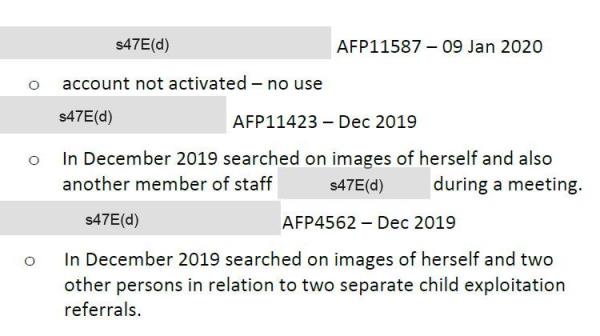 s47E(d) AFP11587 – 09 Jan 2020
o account not activated – no use
s47E(d) AFP11423 – Dec 2019
o In December 2019 searched on images of herself and also
another member of staff s47E(d) during a meeting.
s47E(d) AFP4562 – Dec 2019
o In December 2019 searched on images of herself and two
other persons in relation to two separate child exploitation
referrals.